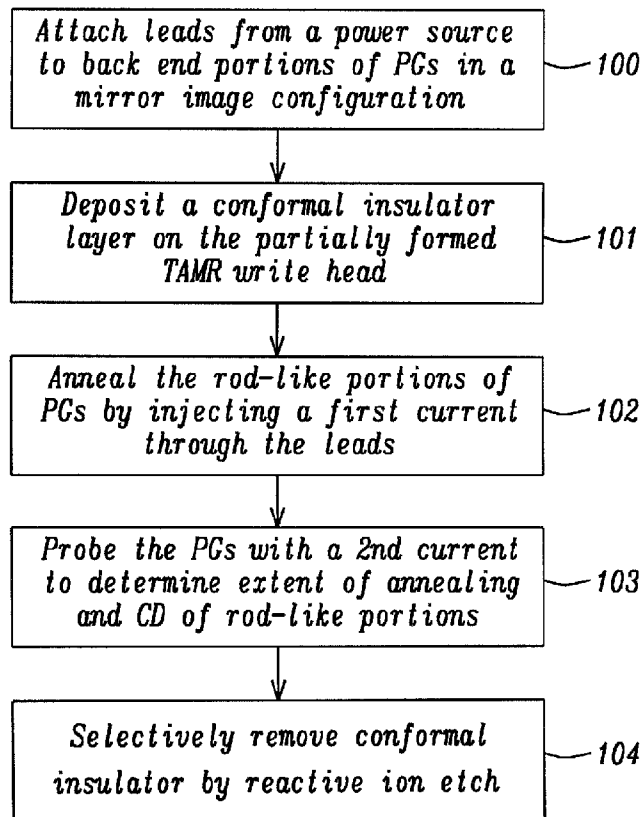 Attach leads from a power source
to back end portions of PGs in a
mirror image configuration
100
Deposit a conformal insulator
layer on the partially formed
TAMR write head
101
Anneal the rod-like portions of
PGs by injecting a first current
through the leads
102
Probe the PGs with a 2nd current
to determine extent of annealing
and CD of rod-like portions
103
Selectively remove conformal
insulator by reactive ion etch
104